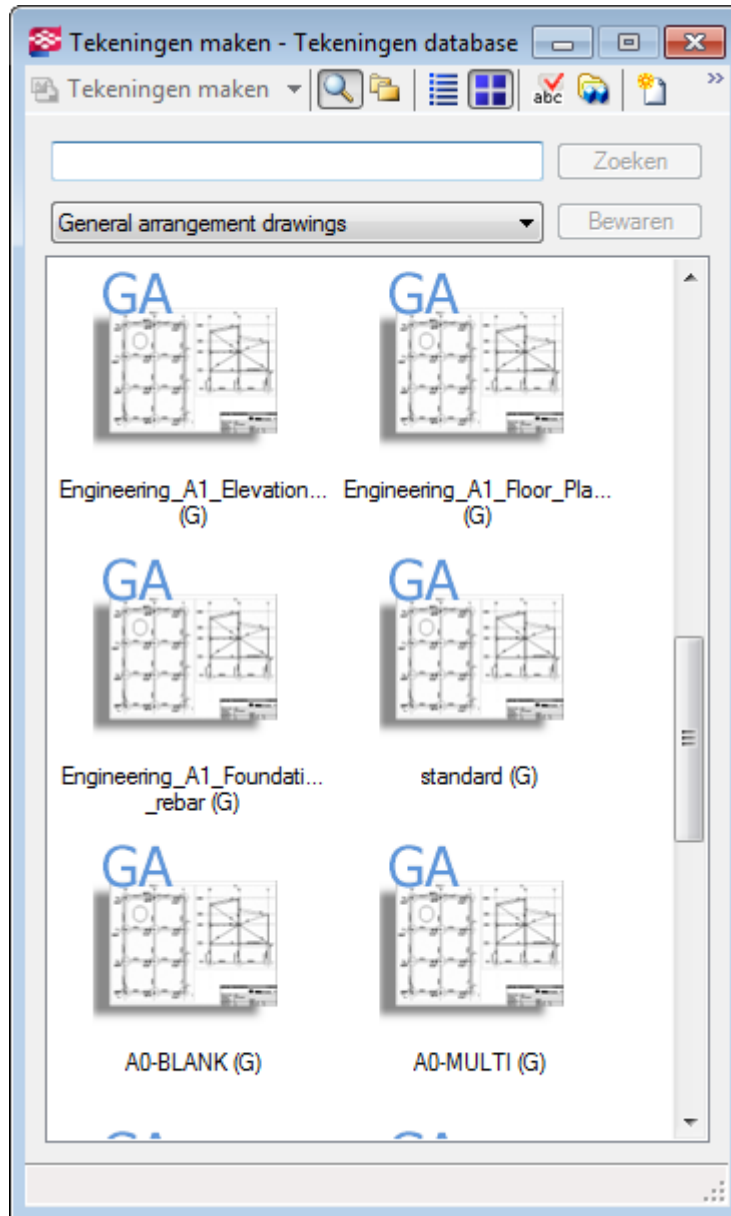 Tekeningen maken - Tekeningen database
Tekeningen maken
abc
Zoeken
General arrangement drawings
Bewaren
GA GA
Engineering_A1_Elevation... Engineering_A1_Floor_Pla...
(G) (G)
GA GA
Engineering_A1_Foundati... standard (G)
_rebar (G)
GA GA
A0-BLANK (G) A0-MULTI (G)